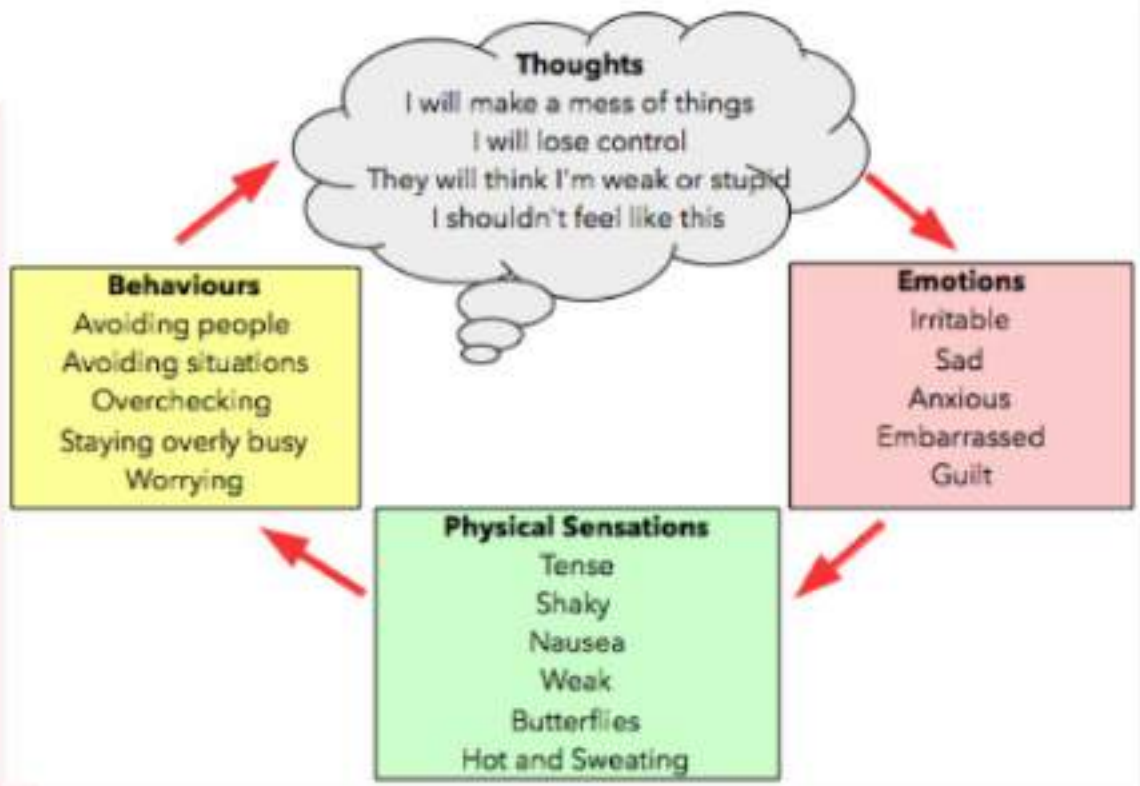 Thoughts
I will make a mess of things
I will lose control
They will think I'm weak or stupid
I shouldn't feel like this
Emotions
Irritable
Sad
Anxious
Embarrassed
Guilt
Physical Sensations
Tense
Shaky
Nausea
Weak
Butterflies
Hot and Sweating
Behaviours
Avoiding people
Avoiding situations
Overchecking
Staying overly busy
Worrying